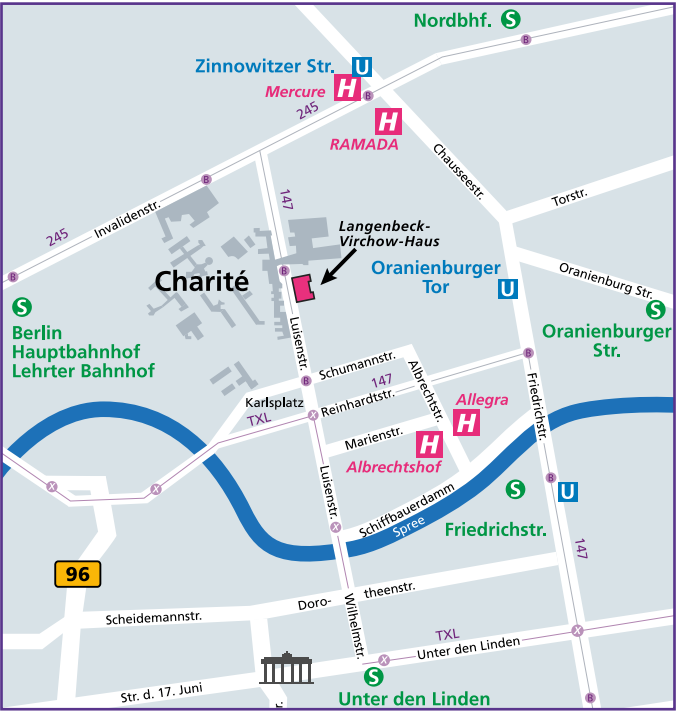 Nordbhf. S
Zinnowitzer Str. U
Mercure H
B
B
245
H
RAMADA
Chausseestr.
B
147
Torstr.
Invalidenstr.
245
Langenbeck-
Virchow-Haus
B
B
Charité
Oranienburger
Tor
U
Oranienburg Str.
S
Berlin
Hauptbahnhof
Lehrter Bahnhof
S
Oranienburger
Str.
Luisenstr.
Schumannstr.
B
B
147
Albrechtstr.
Karlsplatz
TXL
X
Reinhardtstr.
Friedrichstr.
Allegra
H
Marienstr.
H
Albrechtshof
Luisenstr.
X
X
Schiffbauerdamm
Spree
X
S
B
U
Friedrichstr.
147
96
Doro-
theenstr.
Scheidemannstr.
Wilhelmstr.
TXL
X
Unter den Linden
X
S
Str. d. 17. Juni
Unter den Linden
B